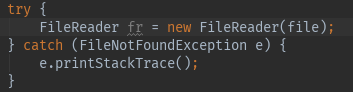 try {
    FileReader fr = new FileReader(file);
} catch (FileNotFoundException e) {
    e.printStackTrace();
}